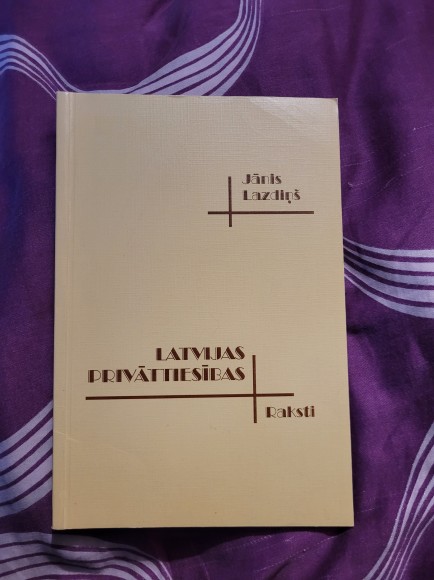 Jānis
Lazdiņš
LATVIJAS
PRIVĀTTIESĪBAS
Raksti